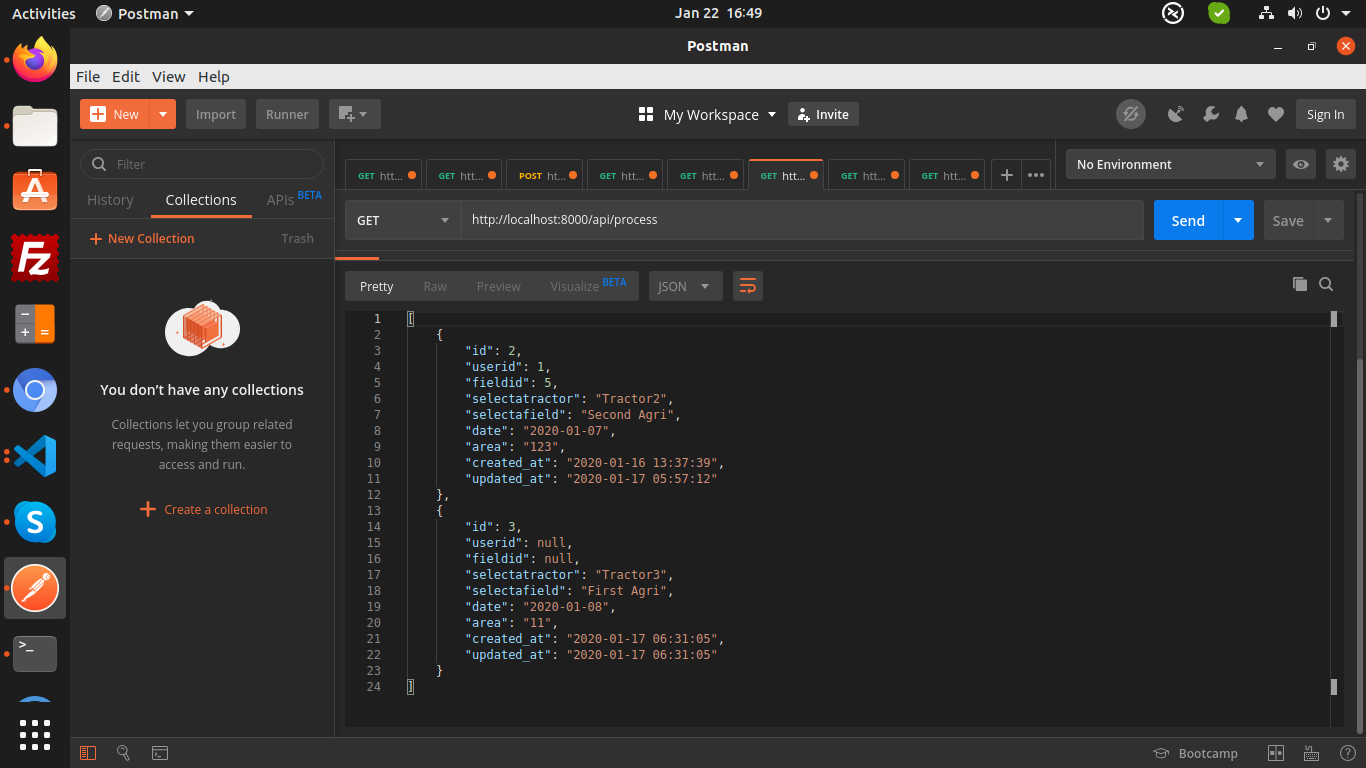 Activities Postman Jan 22 16:49
Postman
File Edit View Help
New Import Runner My Workspace Invite Sign In
Filter
History Collections APIs BETA
New Collection Trash
You don't have any collections
Collections let you group related
requests, making them easier to
access and run.
Create a collection
GET htt... GET htt... POST ht... GET htt... GET htt... GET htt... GET htt... GET htt... No Environment
GET http://localhost:8000/api/process Send Save
Pretty Raw Preview Visualize BETA JSON
1 [
2 {
3 "id": 2,
4 "userid": 1,
5 "fieldid": 5,
6 "selectatractor": "Tractor2",
7 "selectafield": "Second Agri",
8 "date": "2020-01-07",
9 "area": "123",
10 "created_at": "2020-01-16 13:37:39",
11 "updated_at": "2020-01-17 05:57:12"
12 },
13 {
14 "id": 3,
15 "userid": null,
16 "fieldid": null,
17 "selectatractor": "Tractor3",
18 "selectafield": "First Agri",
19 "date": "2020-01-08",
20 "area": "11",
21 "created_at": "2020-01-17 06:31:05",
22 "updated_at": "2020-01-17 06:31:05"
23 }
24 ]
Bootcamp